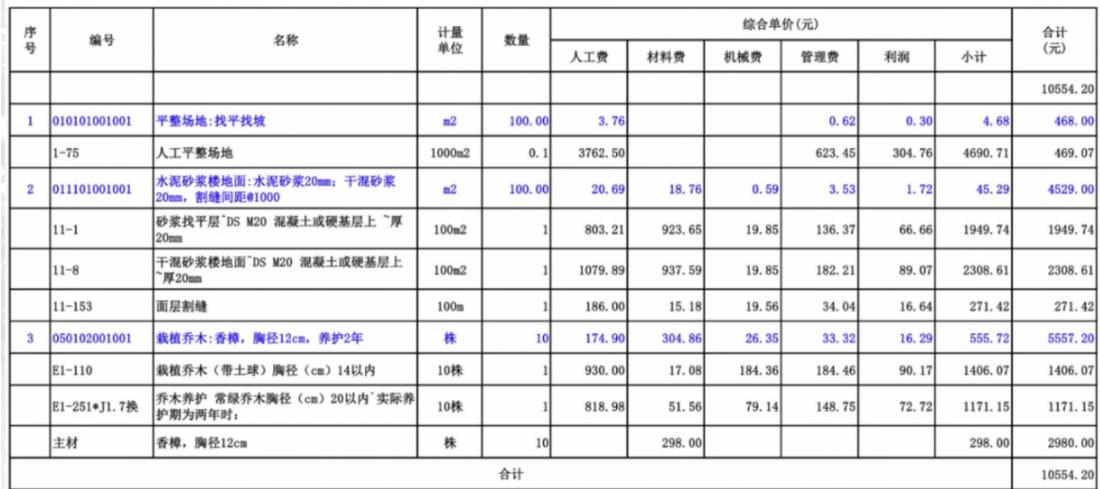 序号 编号 名称 计量单位 数量 综合单价(元) 合计(元)
人工费 材料费 机械费 管理费 利润 小计
10554.20
1 010101001001 平整场地:找平找坡 m2 100.00 3.76 0.62 0.30 4.68 468.00
1-75 人工平整场地 1000m2 0.1 3762.50 623.45 304.76 4690.71 469.07
2 011101001001 水泥砂浆楼地面:水泥砂浆20mm；干混砂浆 m2 100.00 20.69 18.76 0.59 3.53 1.72 45.29 4529.00
20mm，割缝间距@1000
11-1 砂浆找平层~DS M20 混凝土或硬基层上 ~厚 100m2 1 803.21 923.65 19.85 136.37 66.66 1949.74 1949.74
20mm
11-8 干混砂浆楼地面~DS M20 混凝土或硬基层上 100m2 1 1079.89 937.59 19.85 182.21 89.07 2308.61 2308.61
~厚20mm
11-153 面层割缝 100m 1 186.00 15.18 19.56 34.04 16.64 271.42 271.42
3 050102001001 栽植乔木:香樟，胸径12cm，养护2年 株 10 174.90 304.86 26.35 33.32 16.29 555.72 5557.20
E1-110 栽植乔木（带土球）胸径（cm）14以内 10株 1 930.00 17.08 184.36 184.46 90.17 1406.07 1406.07
E1-251*J1.7换 乔木养护 常绿乔木胸径（cm）20以内~实际养 10株 1 818.98 51.56 79.14 148.75 72.72 1171.15 1171.15
护期为两年时:
主材 香樟，胸径12cm 株 10 298.00 298.00 2980.00
合计 10554.20